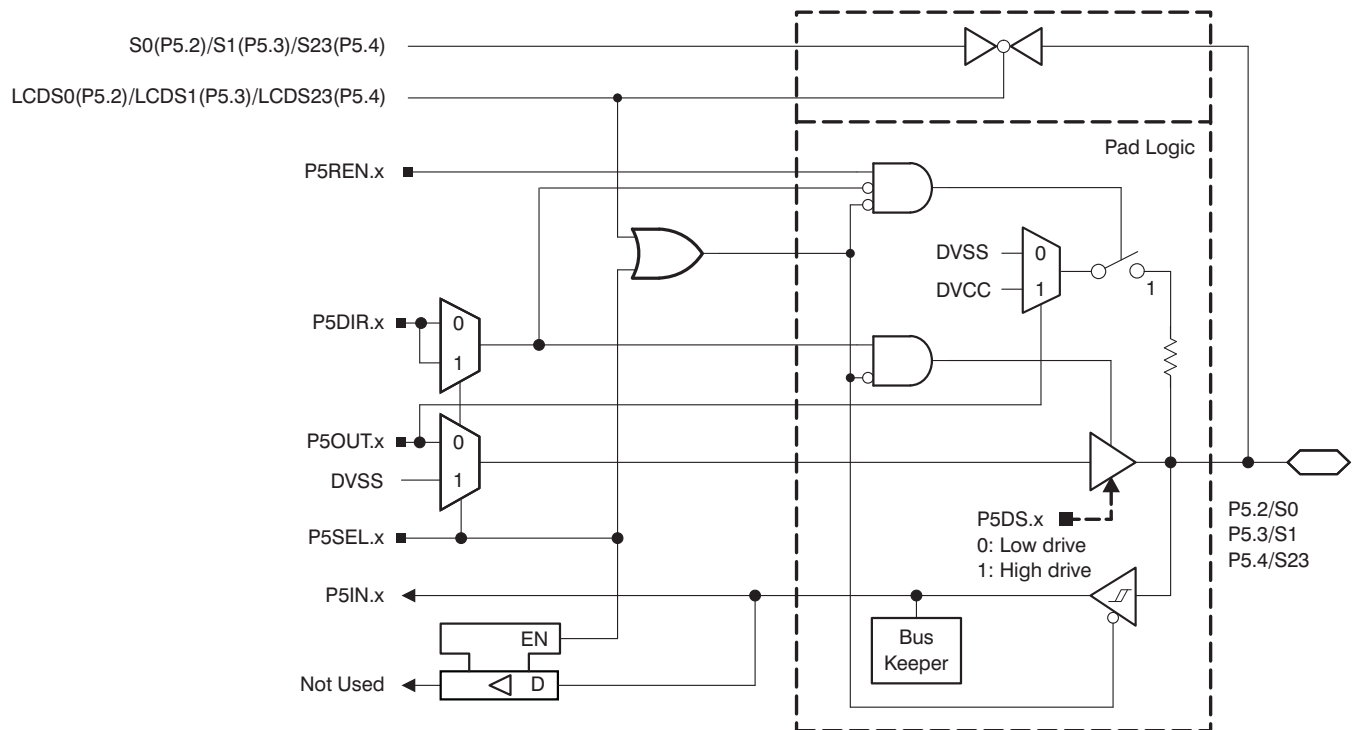 S0(P5.2)/S1(P5.3)/S23(P5.4)
LCDS0(P5.2)/LCDS1(P5.3)/LCDS23(P5.4)
Pad Logic
P5REN.x
DVSS
0
DVCC
1
1
P5DIR.x
0
1
P5OUT.x
0
DVSS
1
P5SEL.x
P5DS.x
0: Low drive
1: High drive
P5.2/S0
P5.3/S1
P5.4/S23
P5IN.x
EN
Bus
Keeper
Not Used
D